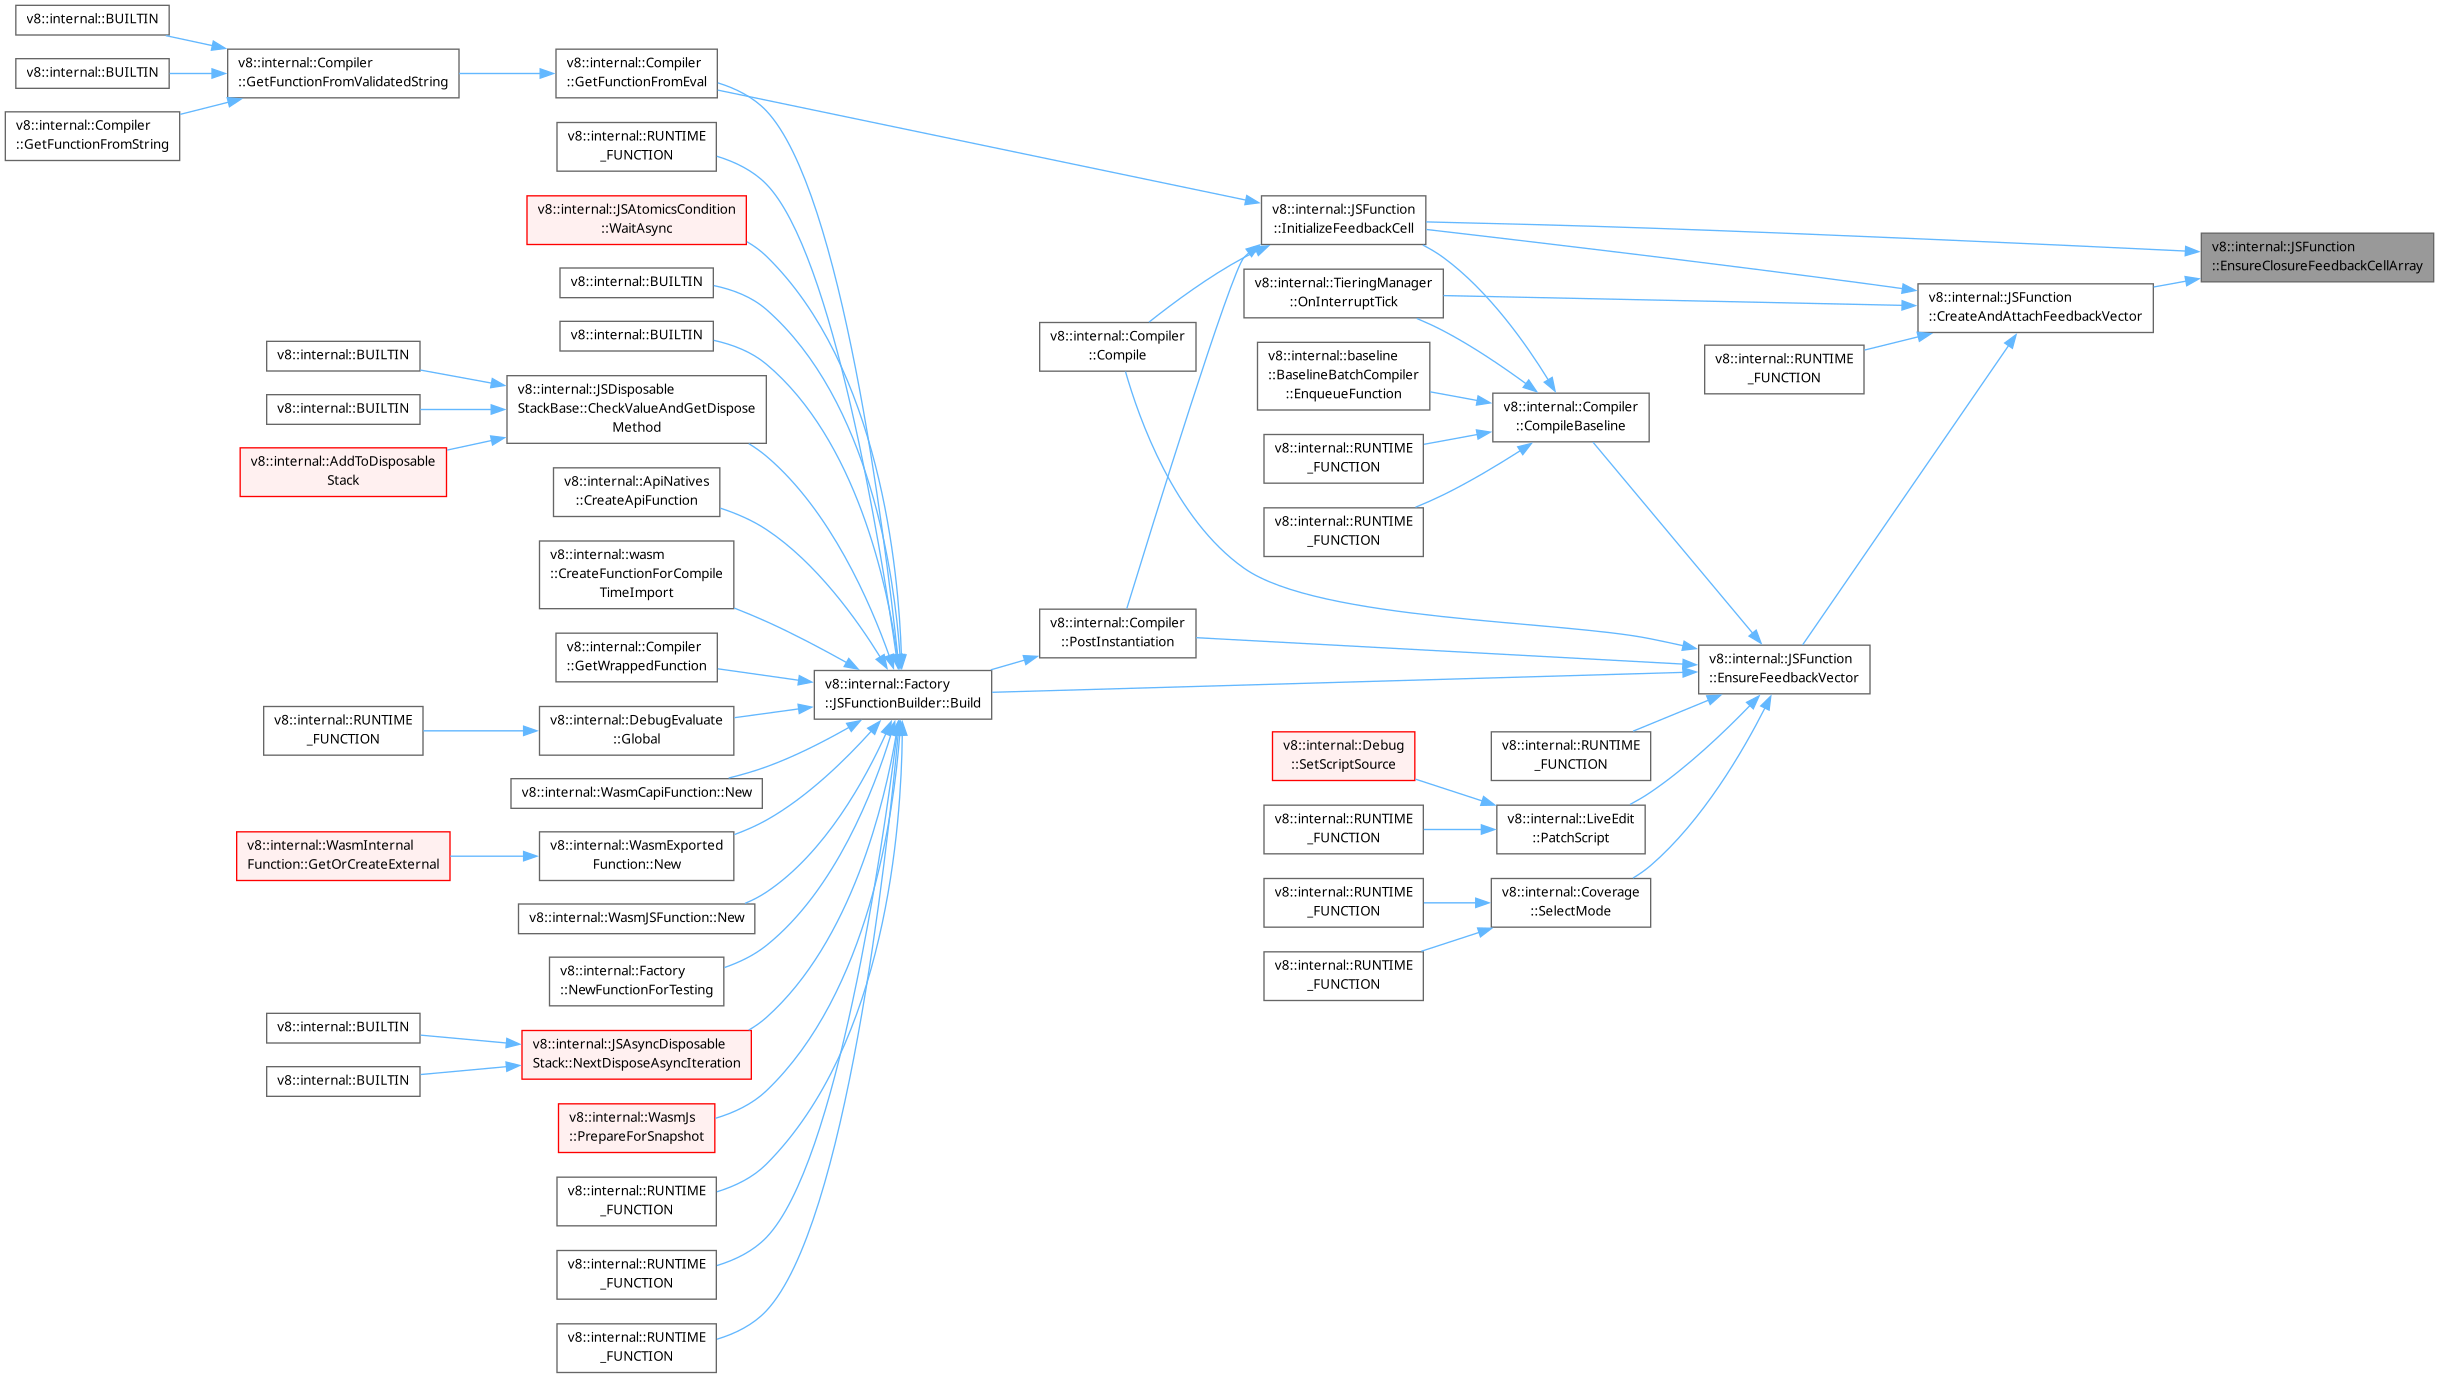 v8::internal::BUILTIN
v8::internal::BUILTIN
v8::internal::Compiler
::GetFunctionFromString
v8::internal::Compiler
::GetFunctionFromValidatedString
v8::internal::BUILTIN
v8::internal::BUILTIN
v8::internal::AddToDisposable
Stack
v8::internal::RUNTIME
_FUNCTION
v8::internal::WasmInternal
Function::GetOrCreateExternal
v8::internal::BUILTIN
v8::internal::BUILTIN
v8::internal::Compiler
::GetFunctionFromEval
v8::internal::RUNTIME
_FUNCTION
v8::internal::JSAtomicsCondition
::WaitAsync
v8::internal::BUILTIN
v8::internal::BUILTIN
v8::internal::JSDisposable
StackBase::CheckValueAndGetDispose
Method
v8::internal::ApiNatives
::CreateApiFunction
v8::internal::wasm
::CreateFunctionForCompile
TimeImport
v8::internal::Compiler
::GetWrappedFunction
v8::internal::DebugEvaluate
::Global
v8::internal::WasmCapiFunction::New
v8::internal::WasmExported
Function::New
v8::internal::WasmJSFunction::New
v8::internal::Factory
::NewFunctionForTesting
v8::internal::JSAsyncDisposable
Stack::NextDisposeAsyncIteration
v8::internal::WasmJs
::PrepareForSnapshot
v8::internal::RUNTIME
_FUNCTION
v8::internal::RUNTIME
_FUNCTION
v8::internal::RUNTIME
_FUNCTION
v8::internal::Factory
::JSFunctionBuilder::Build
v8::internal::Compiler
::Compile
v8::internal::Compiler
::PostInstantiation
v8::internal::JSFunction
::InitializeFeedbackCell
v8::internal::TieringManager
::OnInterruptTick
v8::internal::baseline
::BaselineBatchCompiler
::EnqueueFunction
v8::internal::RUNTIME
_FUNCTION
v8::internal::RUNTIME
_FUNCTION
v8::internal::Debug
::SetScriptSource
v8::internal::RUNTIME
_FUNCTION
v8::internal::RUNTIME
_FUNCTION
v8::internal::RUNTIME
_FUNCTION
v8::internal::Compiler
::CompileBaseline
v8::internal::RUNTIME
_FUNCTION
v8::internal::LiveEdit
::PatchScript
v8::internal::Coverage
::SelectMode
v8::internal::RUNTIME
_FUNCTION
v8::internal::JSFunction
::EnsureFeedbackVector
v8::internal::JSFunction
::CreateAndAttachFeedbackVector
v8::internal::JSFunction
::EnsureClosureFeedbackCellArray